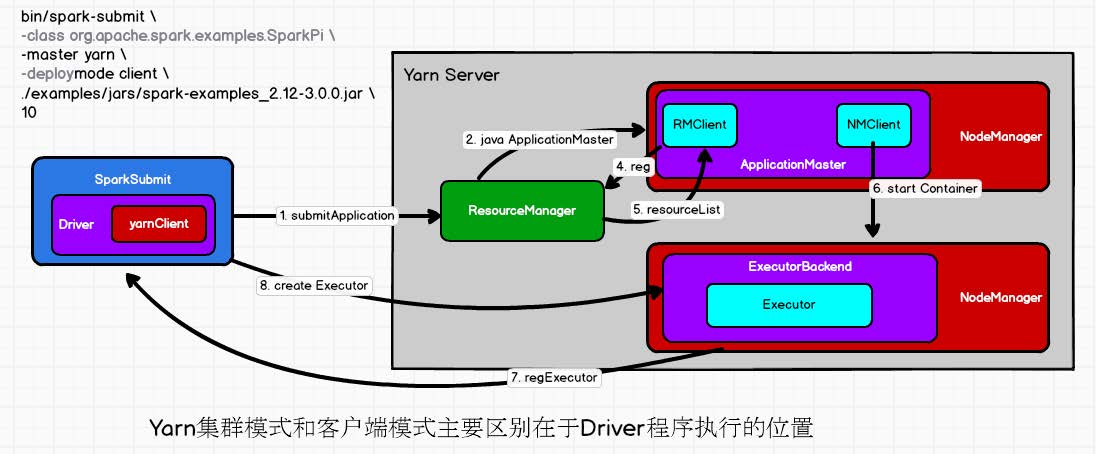 bin/spark-submit \
-class org.apache.spark.examples.SparkPi \
-master yarn \
-deploymode client \
./examples/jars/spark-examples_2.12-3.0.0.jar \
10
Yarn Server
RMClient
NMClient
NodeManager
ApplicationMaster
2. java ApplicationMaster
4. reg
SparkSubmit
Driver
yarnClient
1. submitApplication
ResourceManager
5. resourceList
6. start Container
8. create Executor
ExecutorBackend
Executor
NodeManager
7. regExecutor
Yarn集群模式和客户端模式主要区别在于Driver程序执行的位置